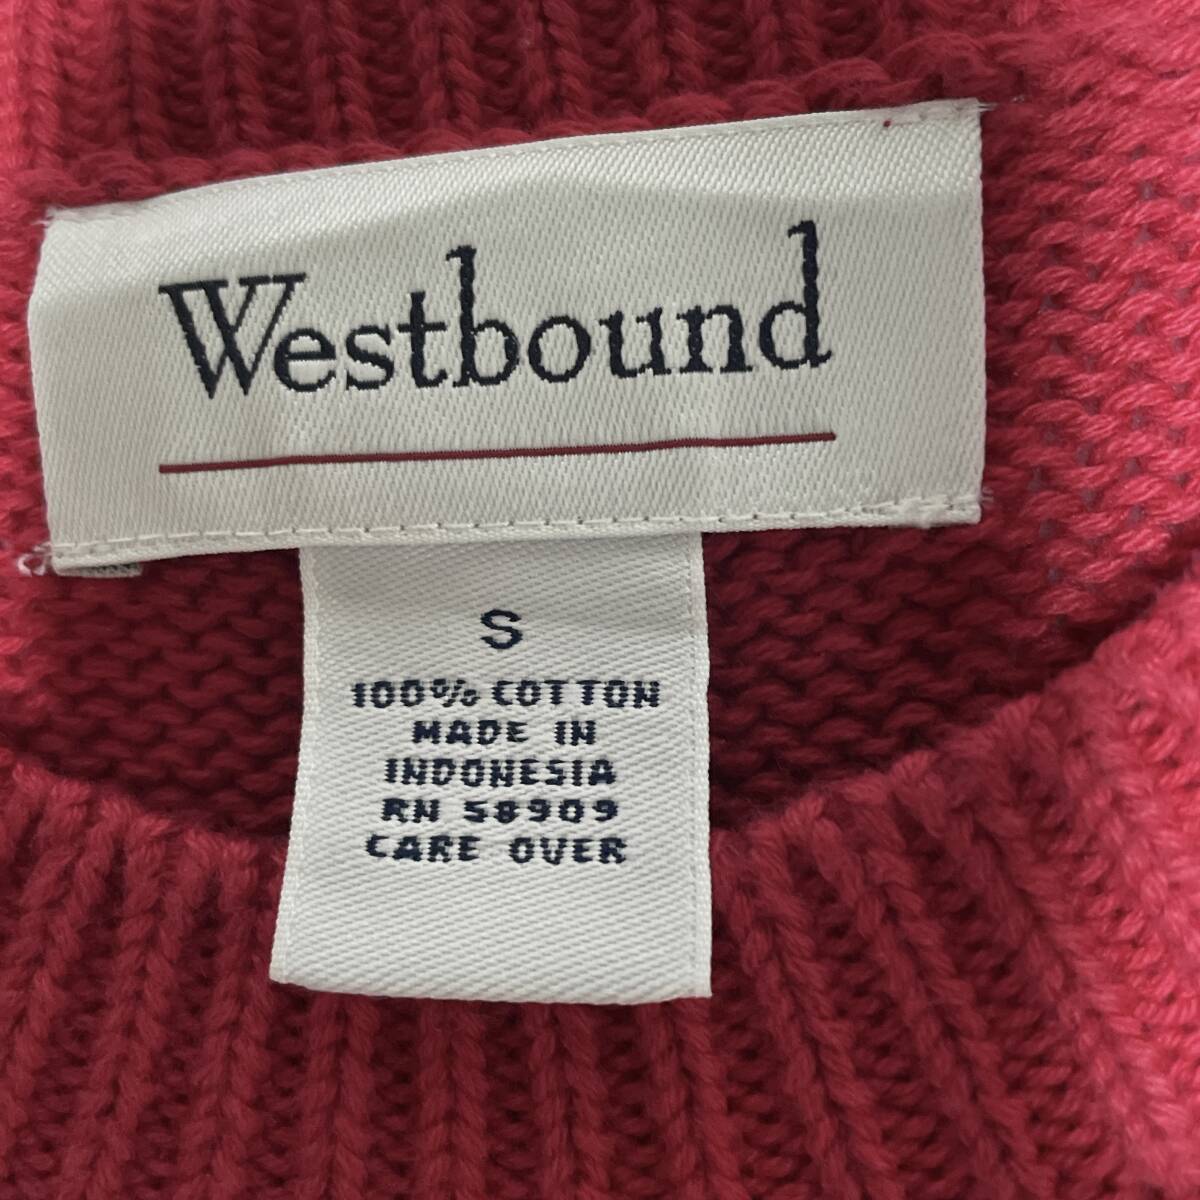 Westbound
S
100% COTTON
MADE IN
INDONESIA
RN 58909
CARE OVER